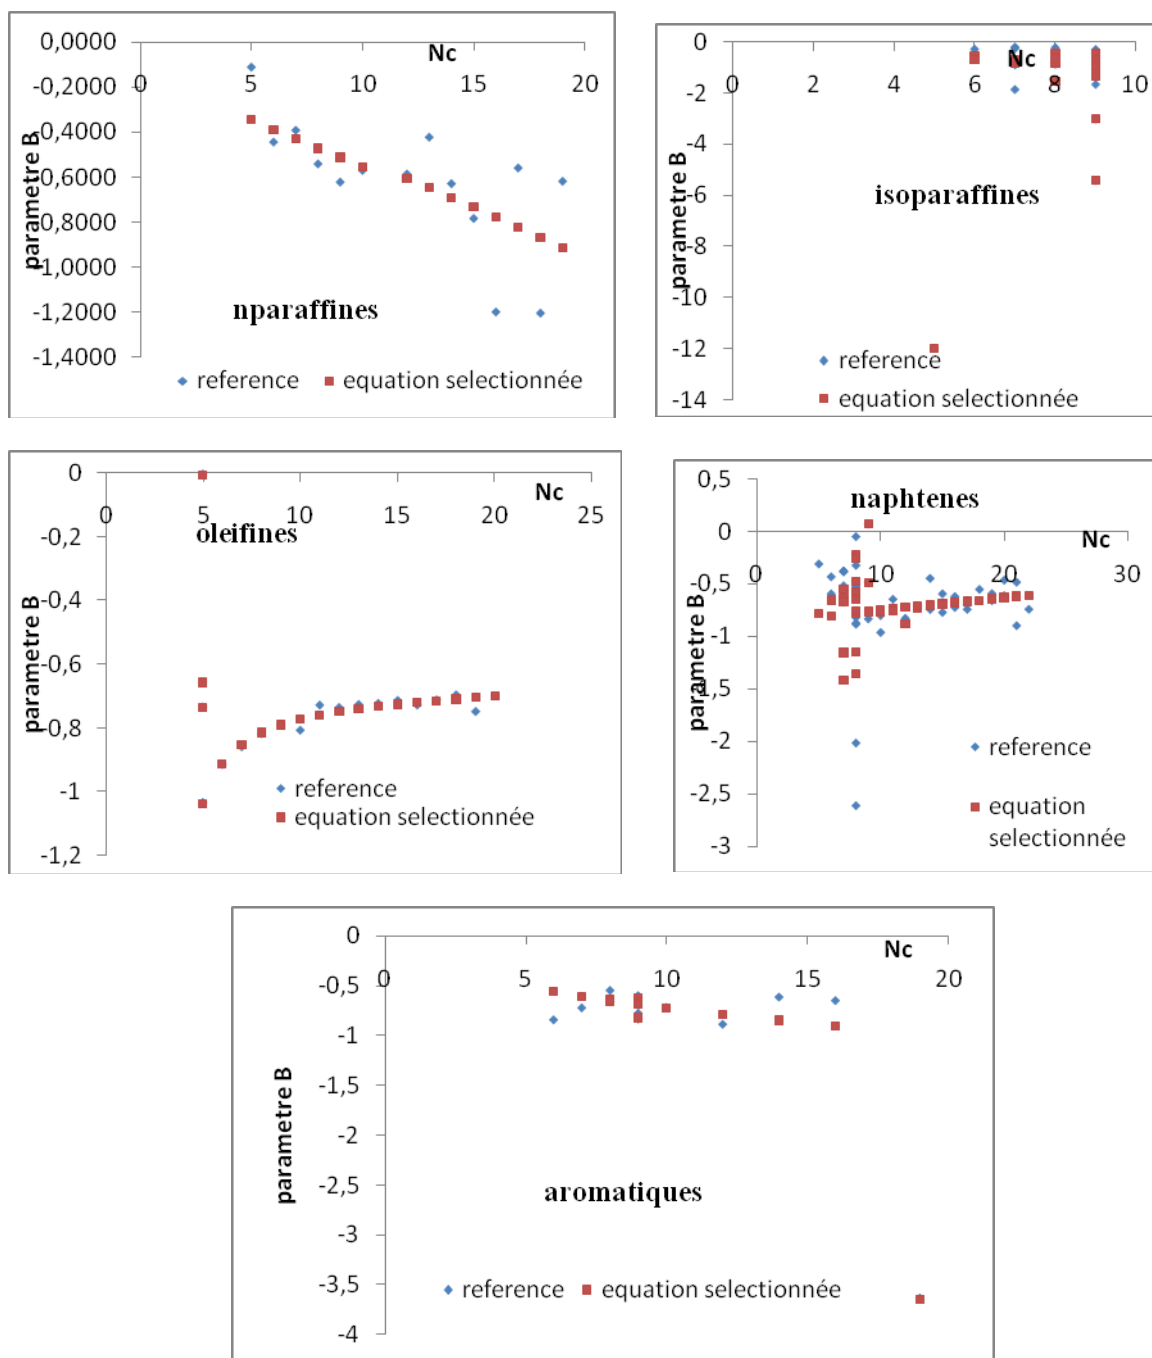 0,0000
Nc
0
5
10
15
20
-0,2000
-0,4000
-0,6000
-0,8000
-1,0000
-1,2000
-1,4000
parametre B
nparaffines
reference
equation selectionnée
0
Nc
0
2
4
6
8
10
-2
-4
-6
-8
-10
-12
-14
parametre B
isoparaffines
reference
equation selectionnée
0
Nc
0
5
10
15
20
25
oleifines
-0,2
-0,4
-0,6
-0,8
-1
-1,2
parametre B
reference
equation selectionnée
0,5
naphtenes
0
Nc
0
10
20
30
-0,5
-1
-1,5
-2
-2,5
-3
parametre B
reference
equation
selectionnée
0
Nc
0
5
10
15
20
-0,5
-1
-1,5
-2
-2,5
-3
-3,5
-4
parametre B
aromatiques
reference
equation selectionnée